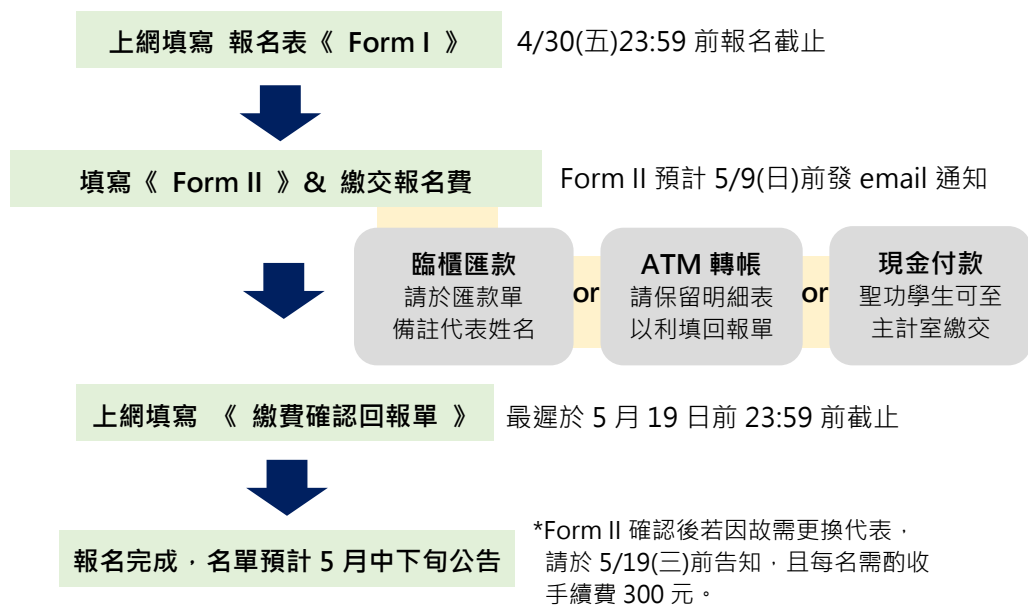 上網填寫 報名表《 Form I 》
4/30(五)23:59 前報名截止
填寫《 Form II 》& 繳交報名費
Form II 預計 5/9(日)前發 email 通知
臨櫃匯款
請於匯款單
備註代表姓名
or
ATM 轉帳
請保留明細表
以利填回報單
or
現金付款
聖功學生可至
主計室繳交
上網填寫 《 繳費確認回報單 》
最遲於 5 月 19 日前 23:59 前截止
報名完成，名單預計 5 月中下旬公告
*Form II 確認後若因故需更換代表，
請於 5/19(三)前告知，且每名需酌收
手續費 300 元。